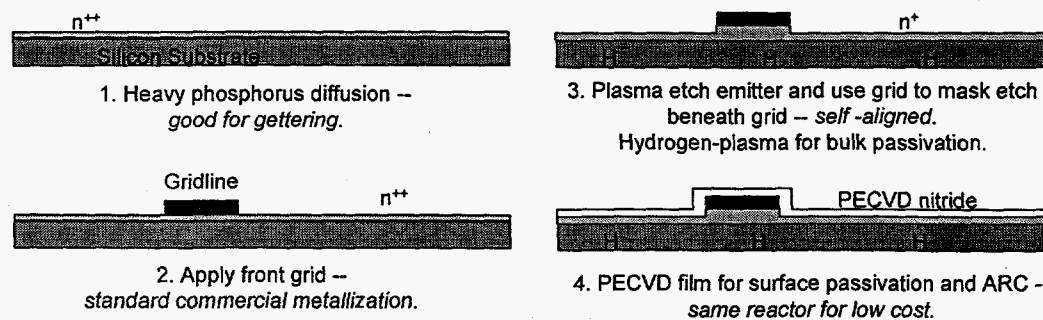 n++
Silicon Substrate
1. Heavy phosphorus diffusion --
good for gettering.
Gridline
n++
2. Apply front grid --
standard commercial metallization.
n+
H H H
3. Plasma etch emitter and use grid to mask etch
beneath grid -- self -aligned.
Hydrogen-plasma for bulk passivation.
PECVD nitride
H H H
4. PECVD film for surface passivation and ARC -
same reactor for low cost.